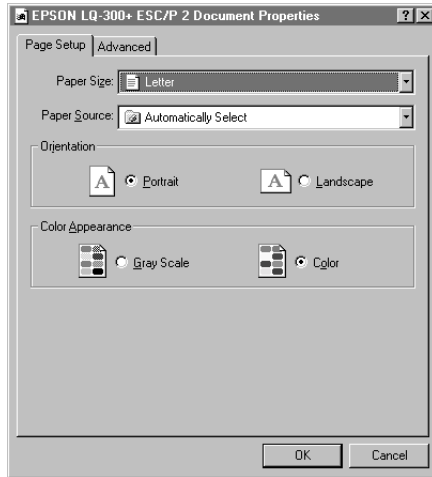 EPSON LQ-300+ ESC/P 2 Document Properties
Page Setup Advanced
Paper Size: Letter
Paper Source: Automatically Select
Orientation
A Portrait A Landscape
Color Appearance
Gray Scale Color
OK Cancel